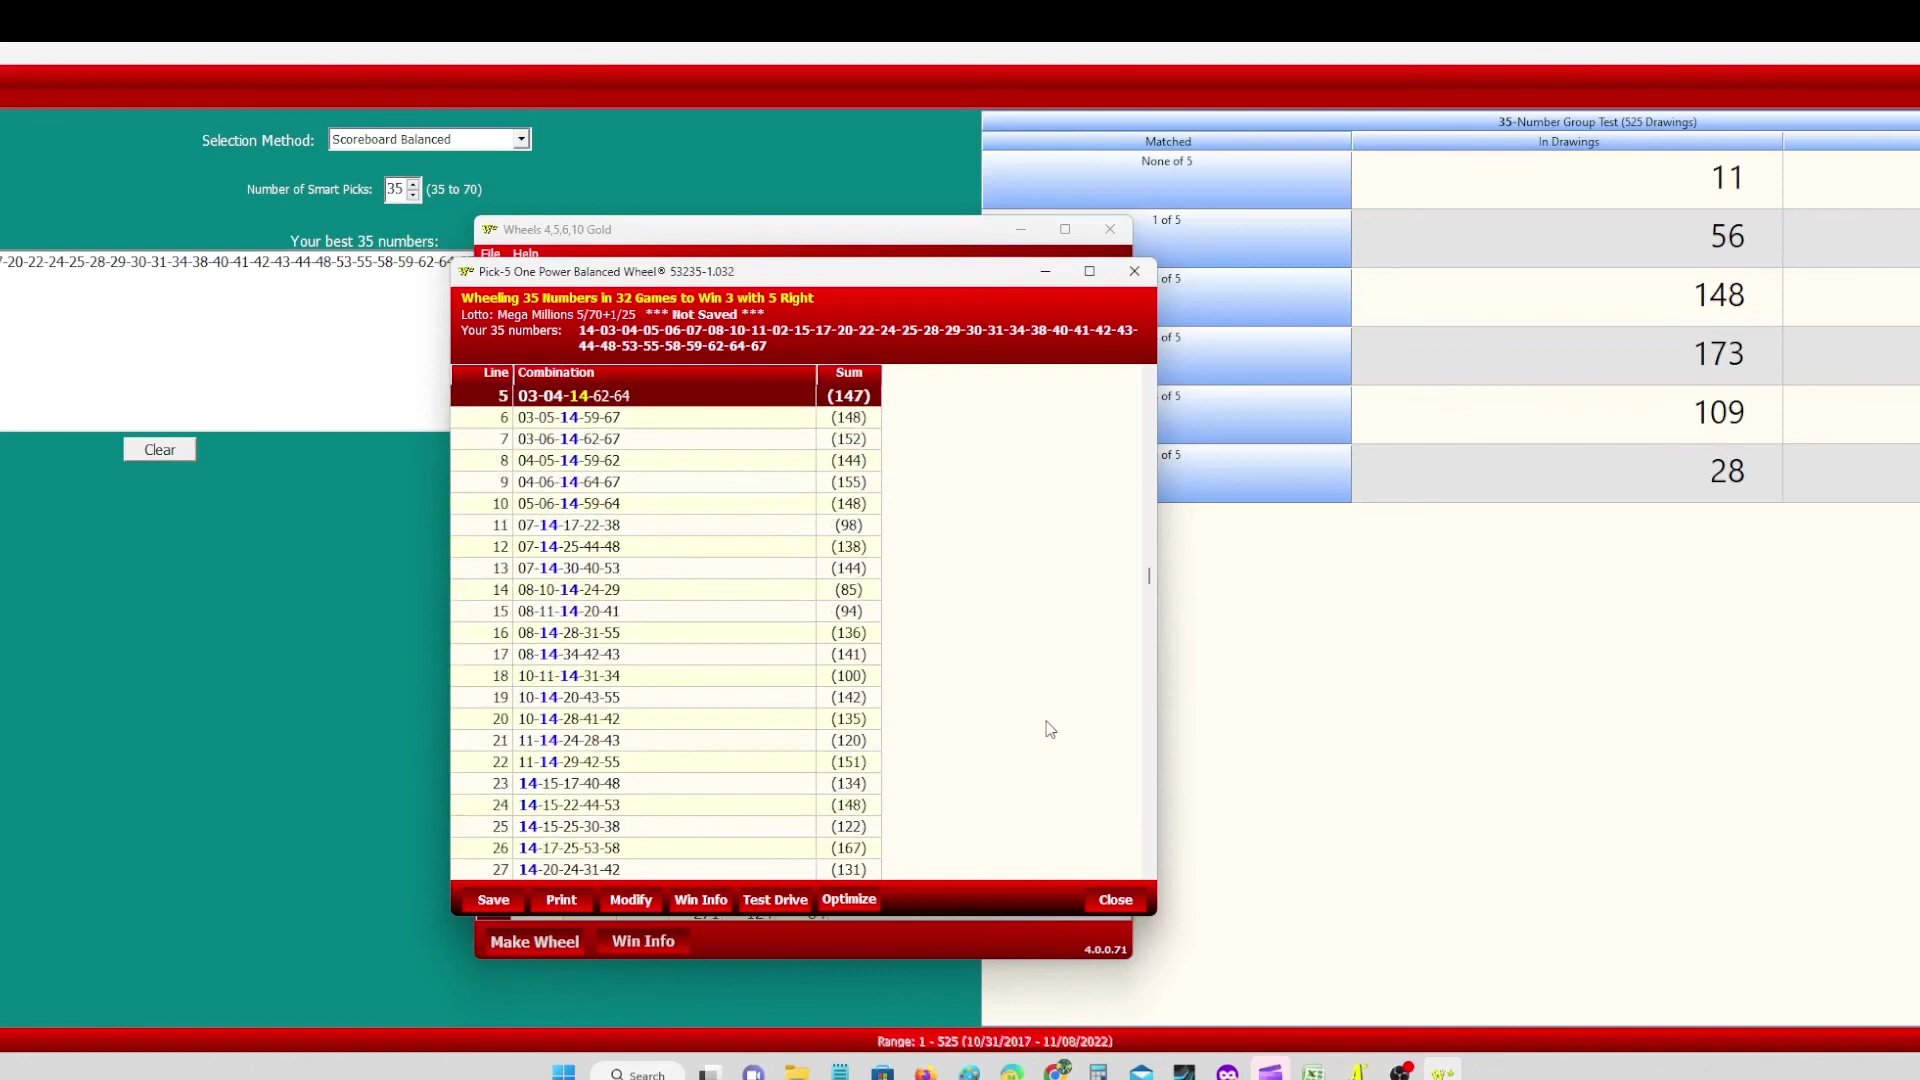 Selection Method: Scoreboard Balanced
Number of Smart Picks: 35 (35 to 70)
Your best 35 numbers:
7-20-22-24-25-28-29-30-31-34-38-40-41-42-43-44-48-53-55-58-59-62-64
Clear
35-Number Group Test (525 Drawings)
Matched In Drawings
None of 5 11
1 of 5 56
of 5 148
of 5 173
of 5 109
of 5 28
Wheels 4,5,6,10 Gold
File Help
Pick-5 One Power Balanced Wheel® 53235-1.032
Wheeling 35 Numbers in 32 Games to Win 3 with 5 Right
Lotto: Mega Millions 5/70+1/25 *** Not Saved ***
Your 35 numbers: 14-03-04-05-06-07-08-10-11-02-15-17-20-22-24-25-28-29-30-31-34-38-40-41-42-43-
44-48-53-55-58-59-62-64-67
Line Combination Sum
5 03-04-14-62-64 (147)
6 03-05-14-59-67 (148)
7 03-06-14-62-67 (152)
8 04-05-14-59-62 (144)
9 04-06-14-64-67 (155)
10 05-06-14-59-64 (148)
11 07-14-17-22-38 (98)
12 07-14-25-44-48 (138)
13 07-14-30-40-53 (144)
14 08-10-14-24-29 (85)
15 08-11-14-20-41 (94)
16 08-14-28-31-55 (136)
17 08-14-34-42-43 (141)
18 10-11-14-31-34 (100)
19 10-14-20-43-55 (142)
20 10-14-28-41-42 (135)
21 11-14-24-28-43 (120)
22 11-14-29-42-55 (151)
23 14-15-17-40-48 (134)
24 14-15-22-44-53 (148)
25 14-15-25-30-38 (122)
26 14-17-25-53-58 (167)
27 14-20-24-31-42 (131)
Save Print Modify Win Info Test Drive Optimize Close
Make Wheel Win Info 4.0.0.71
Range: 1 - 525 (10/31/2017 - 11/08/2022)
Search